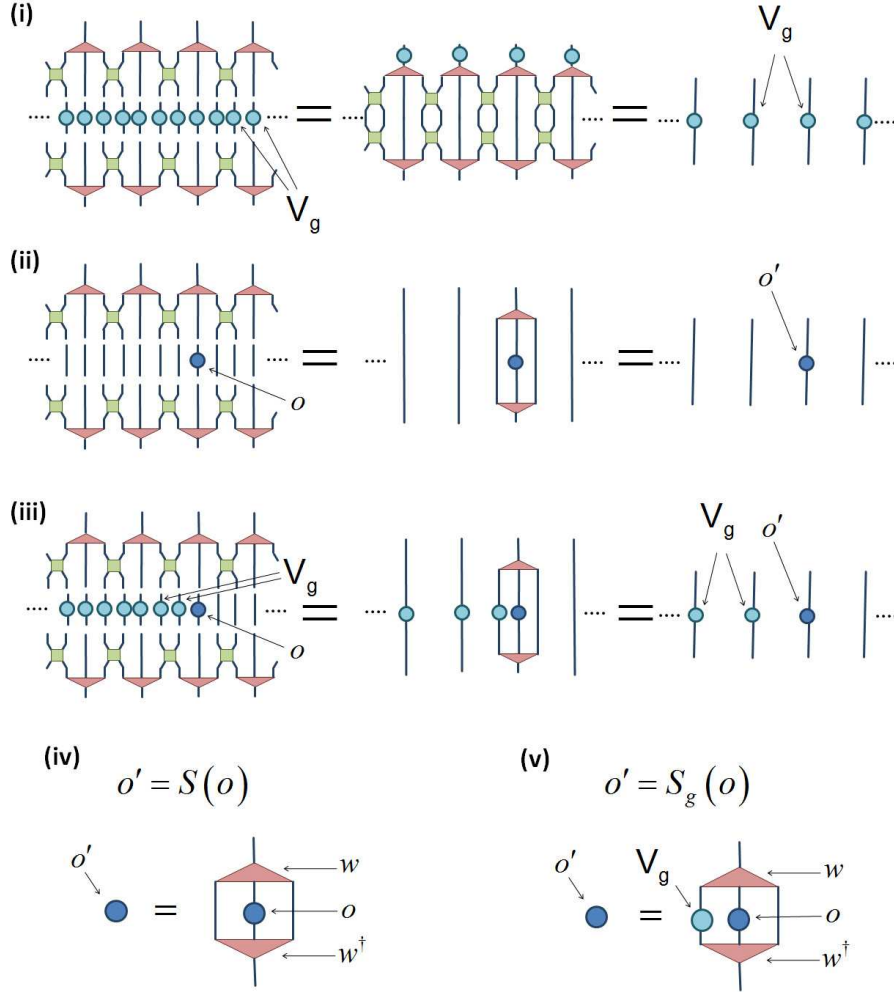 (i)
V_g
V_g
(ii)
o′
o
(iii)
V_g
V_g
o′
o
(iv)
(v)
o′ = S(o)
o′ = S_g(o)
o′
w
o
w†
=
o′
V_g
w
o
w†
=